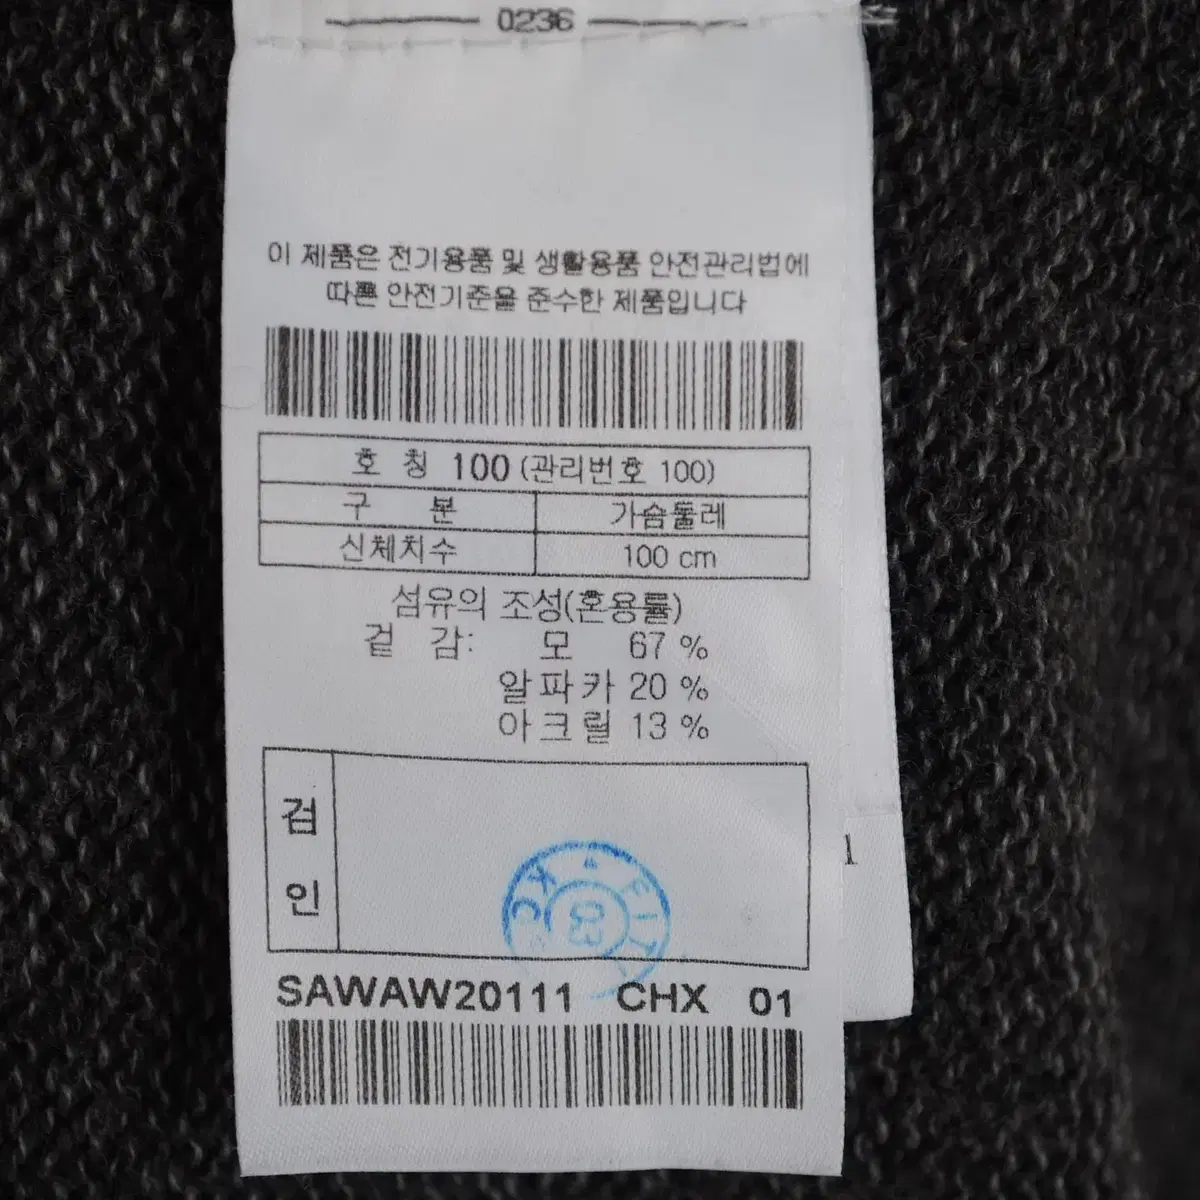 0236
이 제품은 전기용품 및 생활용품 안전관리법에
따른 안전기준을 준수한 제품입니다
호 칭 100 (관리번호 100)
구 분 가슴둘레
신체치수 100 cm
섬유의 조성(혼용률)
겉 감: 모 67 %
알파카 20 %
아크릴 13 %
검
인
1
SAWAW20111 CHX 01